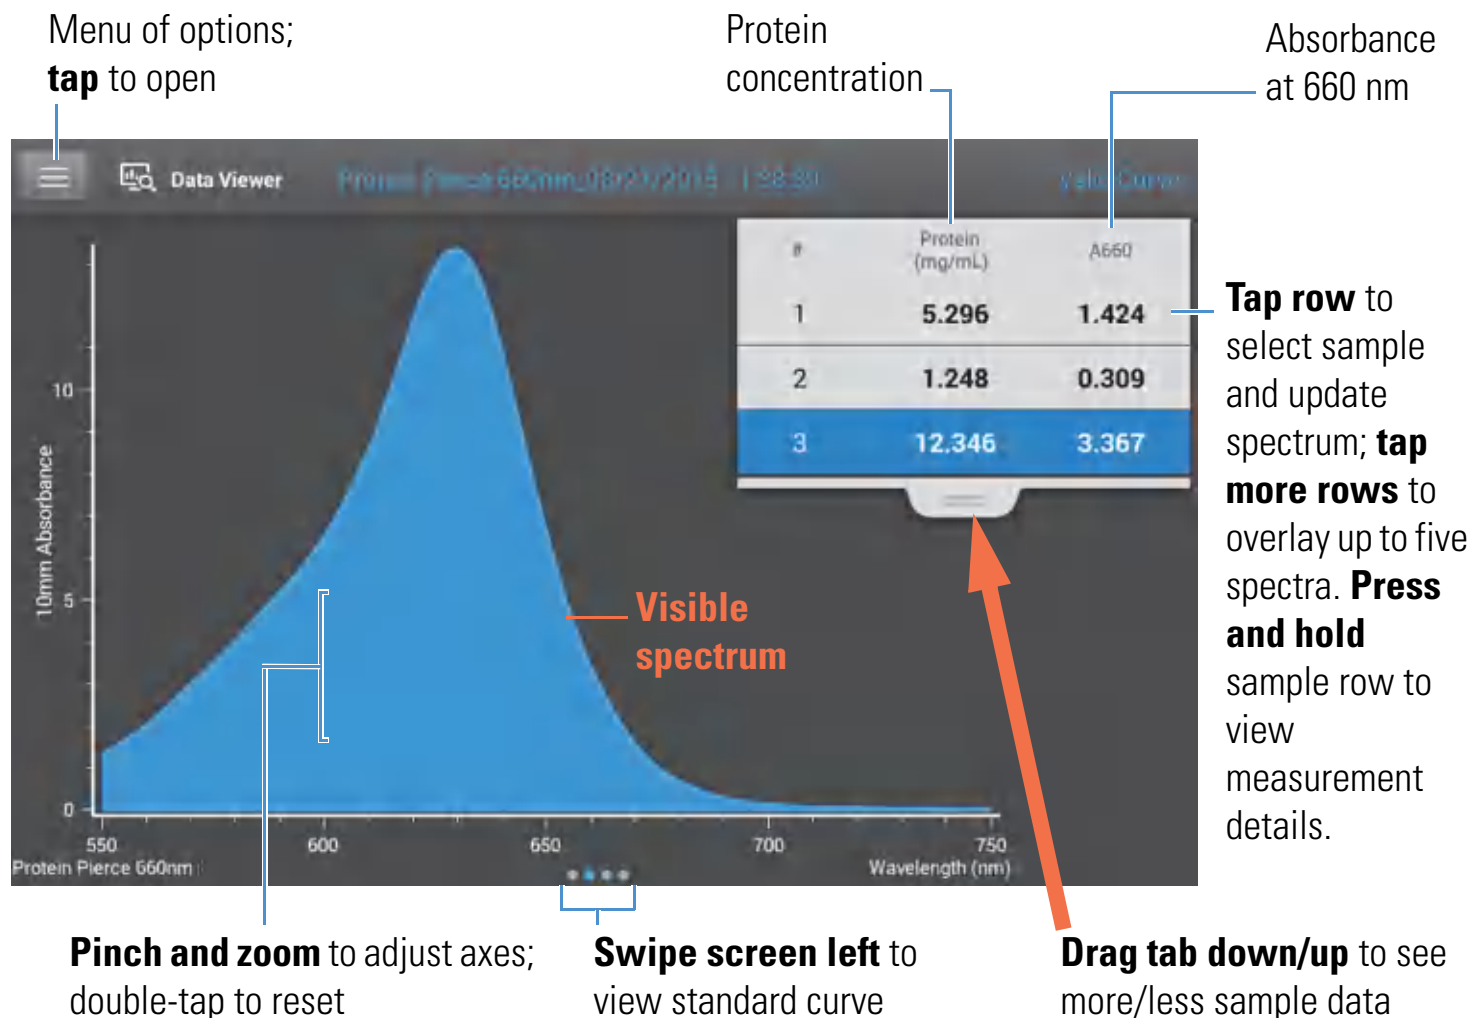 Menu of options;
tap to open
Protein
concentration
Absorbance
at 660 nm
Data Viewer
Protein Pierce 660nm_
#
Protein
(mg/mL)
A660
1 5.296 1.424
2 1.248 0.309
3 12.346 3.367
Tap row to
select sample
and update
spectrum; tap
more rows to
overlay up to five
spectra. Press
and hold
sample row to
view
measurement
details.
10mm Absorbance
10
5
0
Visible
spectrum
550 600 650 700 750
Protein Pierce 660nm
Wavelength (nm)
Pinch and zoom to adjust axes;
double-tap to reset
Swipe screen left to
view standard curve
Drag tab down/up to see
more/less sample data